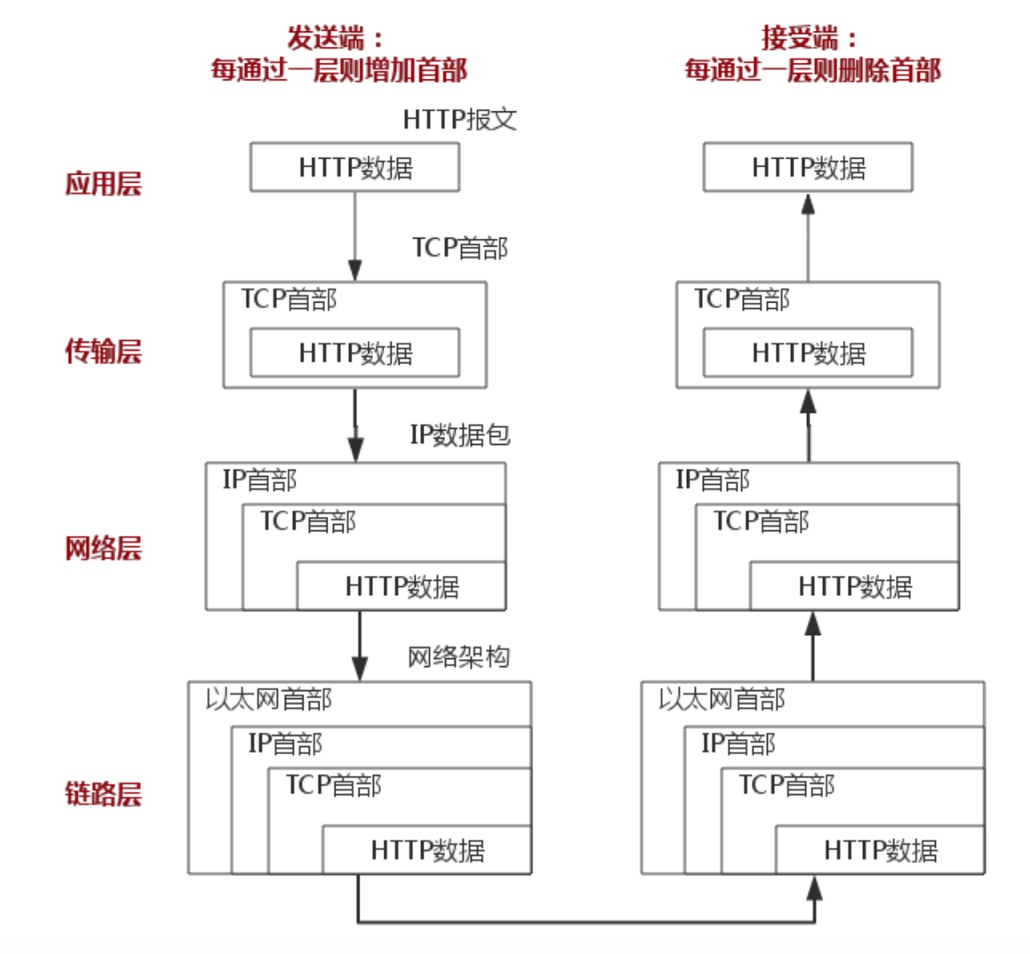 发送端：
每通过一层则增加首部
接受端：
每通过一层则删除首部
HTTP报文
应用层
HTTP数据
HTTP数据
TCP首部
TCP首部
TCP首部
传输层
HTTP数据
HTTP数据
IP数据包
IP首部
IP首部
TCP首部
TCP首部
网络层
HTTP数据
HTTP数据
网络架构
以太网首部
以太网首部
IP首部
IP首部
TCP首部
TCP首部
链路层
HTTP数据
HTTP数据